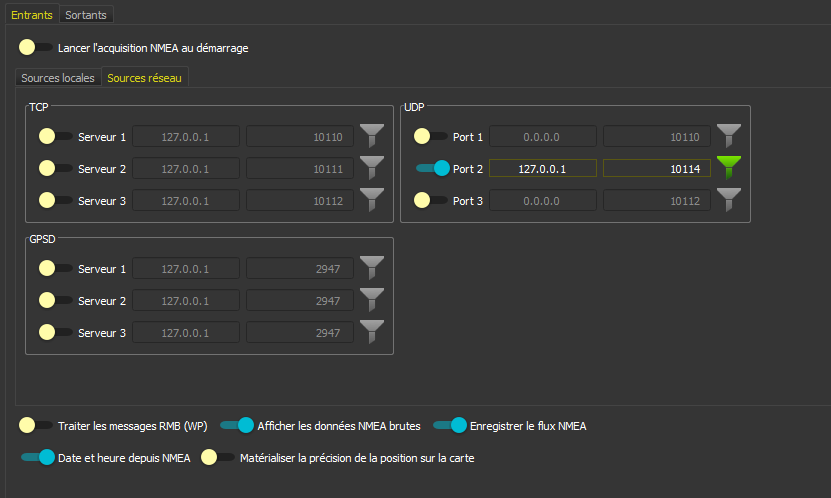 Entrants Sortants
Lancer l'acquisition NMEA au démarrage
Sources locales Sources réseau
TCP
Serveur 1 127.0.0.1 10110
Serveur 2 127.0.0.1 10111
Serveur 3 127.0.0.1 10112
UDP
Port 1 0.0.0.0 10110
Port 2 127.0.0.1 10114
Port 3 0.0.0.0 10112
GPSD
Serveur 1 127.0.0.1 2947
Serveur 2 127.0.0.1 2947
Serveur 3 127.0.0.1 2947
Traiter les messages RMB (WP) Afficher les données NMEA brutes Enregistrer le flux NMEA
Date et heure depuis NMEA Matérialiser la précision de la position sur la carte